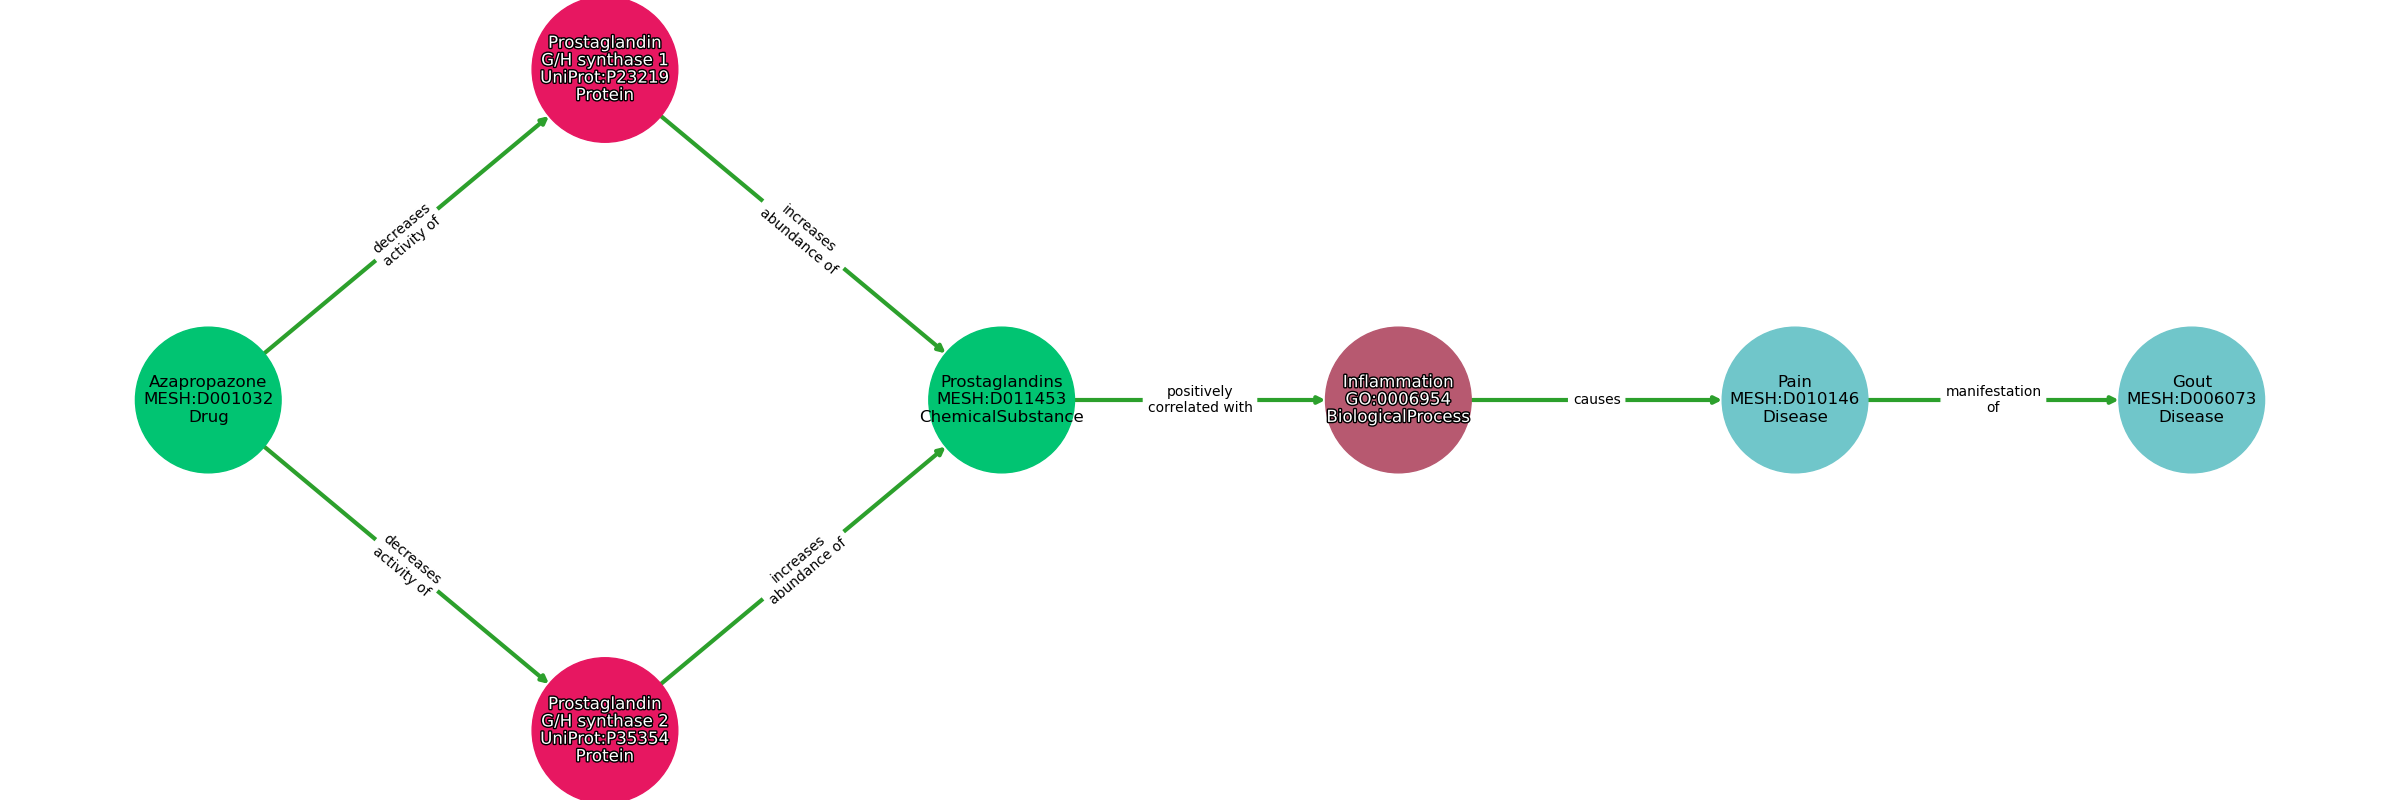 Prostaglandin
G/H synthase 1
UniProt:P23219
Protein
decreases
activity of
increases
abundance of
Azapropazone
MESH:D001032
Drug
Prostaglandins
MESH:D011453
ChemicalSubstance
positively
correlated with
Inflammation
GO:0006954
BiologicalProcess
causes
Pain
MESH:D010146
Disease
manifestation
of
Gout
MESH:D006073
Disease
decreases
activity of
increases
abundance of
Prostaglandin
G/H synthase 2
UniProt:P35354
Protein